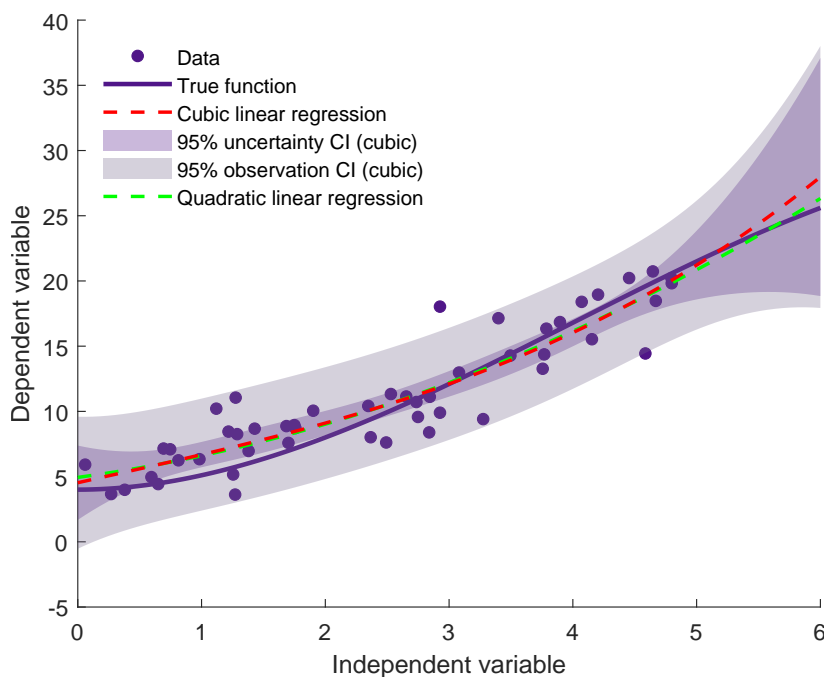 40
35
30
25
20
15
10
5
0
-5
Dependent variable
Data
True function
Cubic linear regression
95% uncertainty CI (cubic)
95% observation CI (cubic)
Quadratic linear regression
0 1 2 3 4 5 6
Independent variable